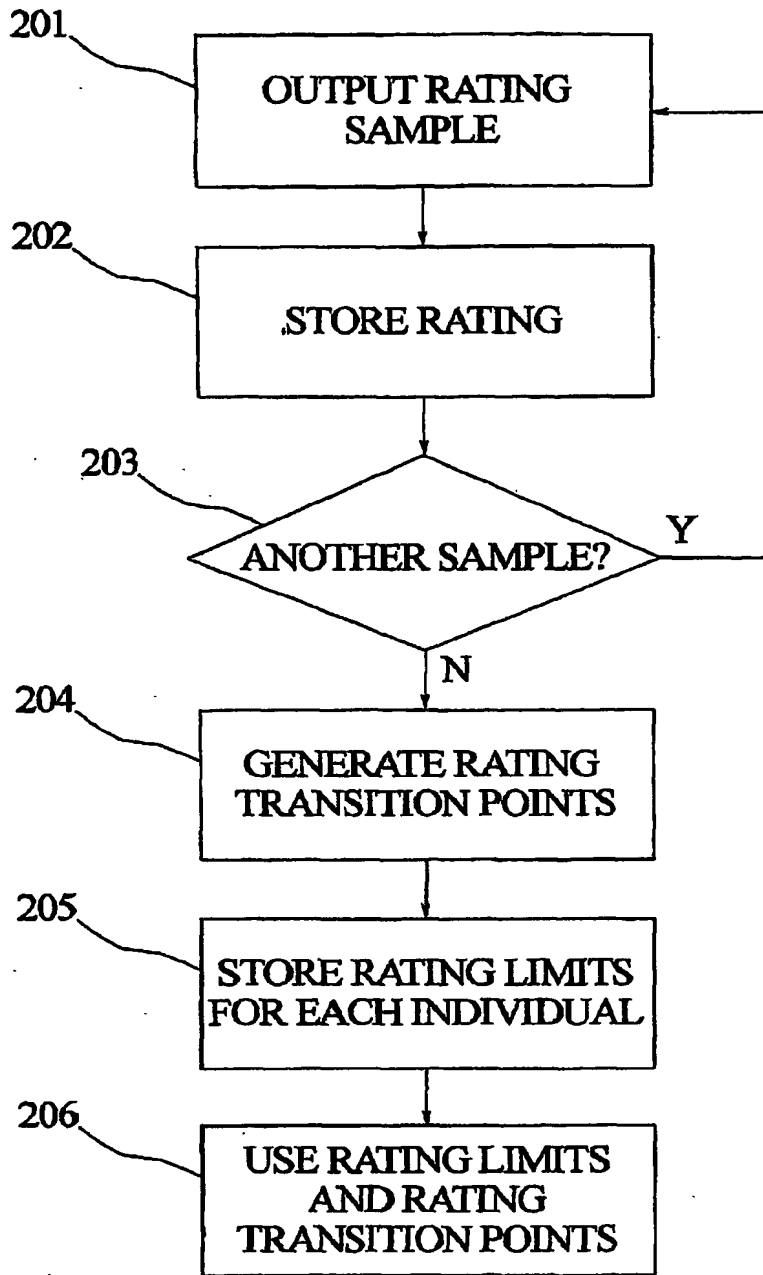 201
OUTPUT RATING
SAMPLE
202
STORE RATING
203
ANOTHER SAMPLE?
Y
N
204
GENERATE RATING
TRANSITION POINTS
205
STORE RATING LIMITS
FOR EACH INDIVIDUAL
206
USE RATING LIMITS
AND RATING
TRANSITION POINTS